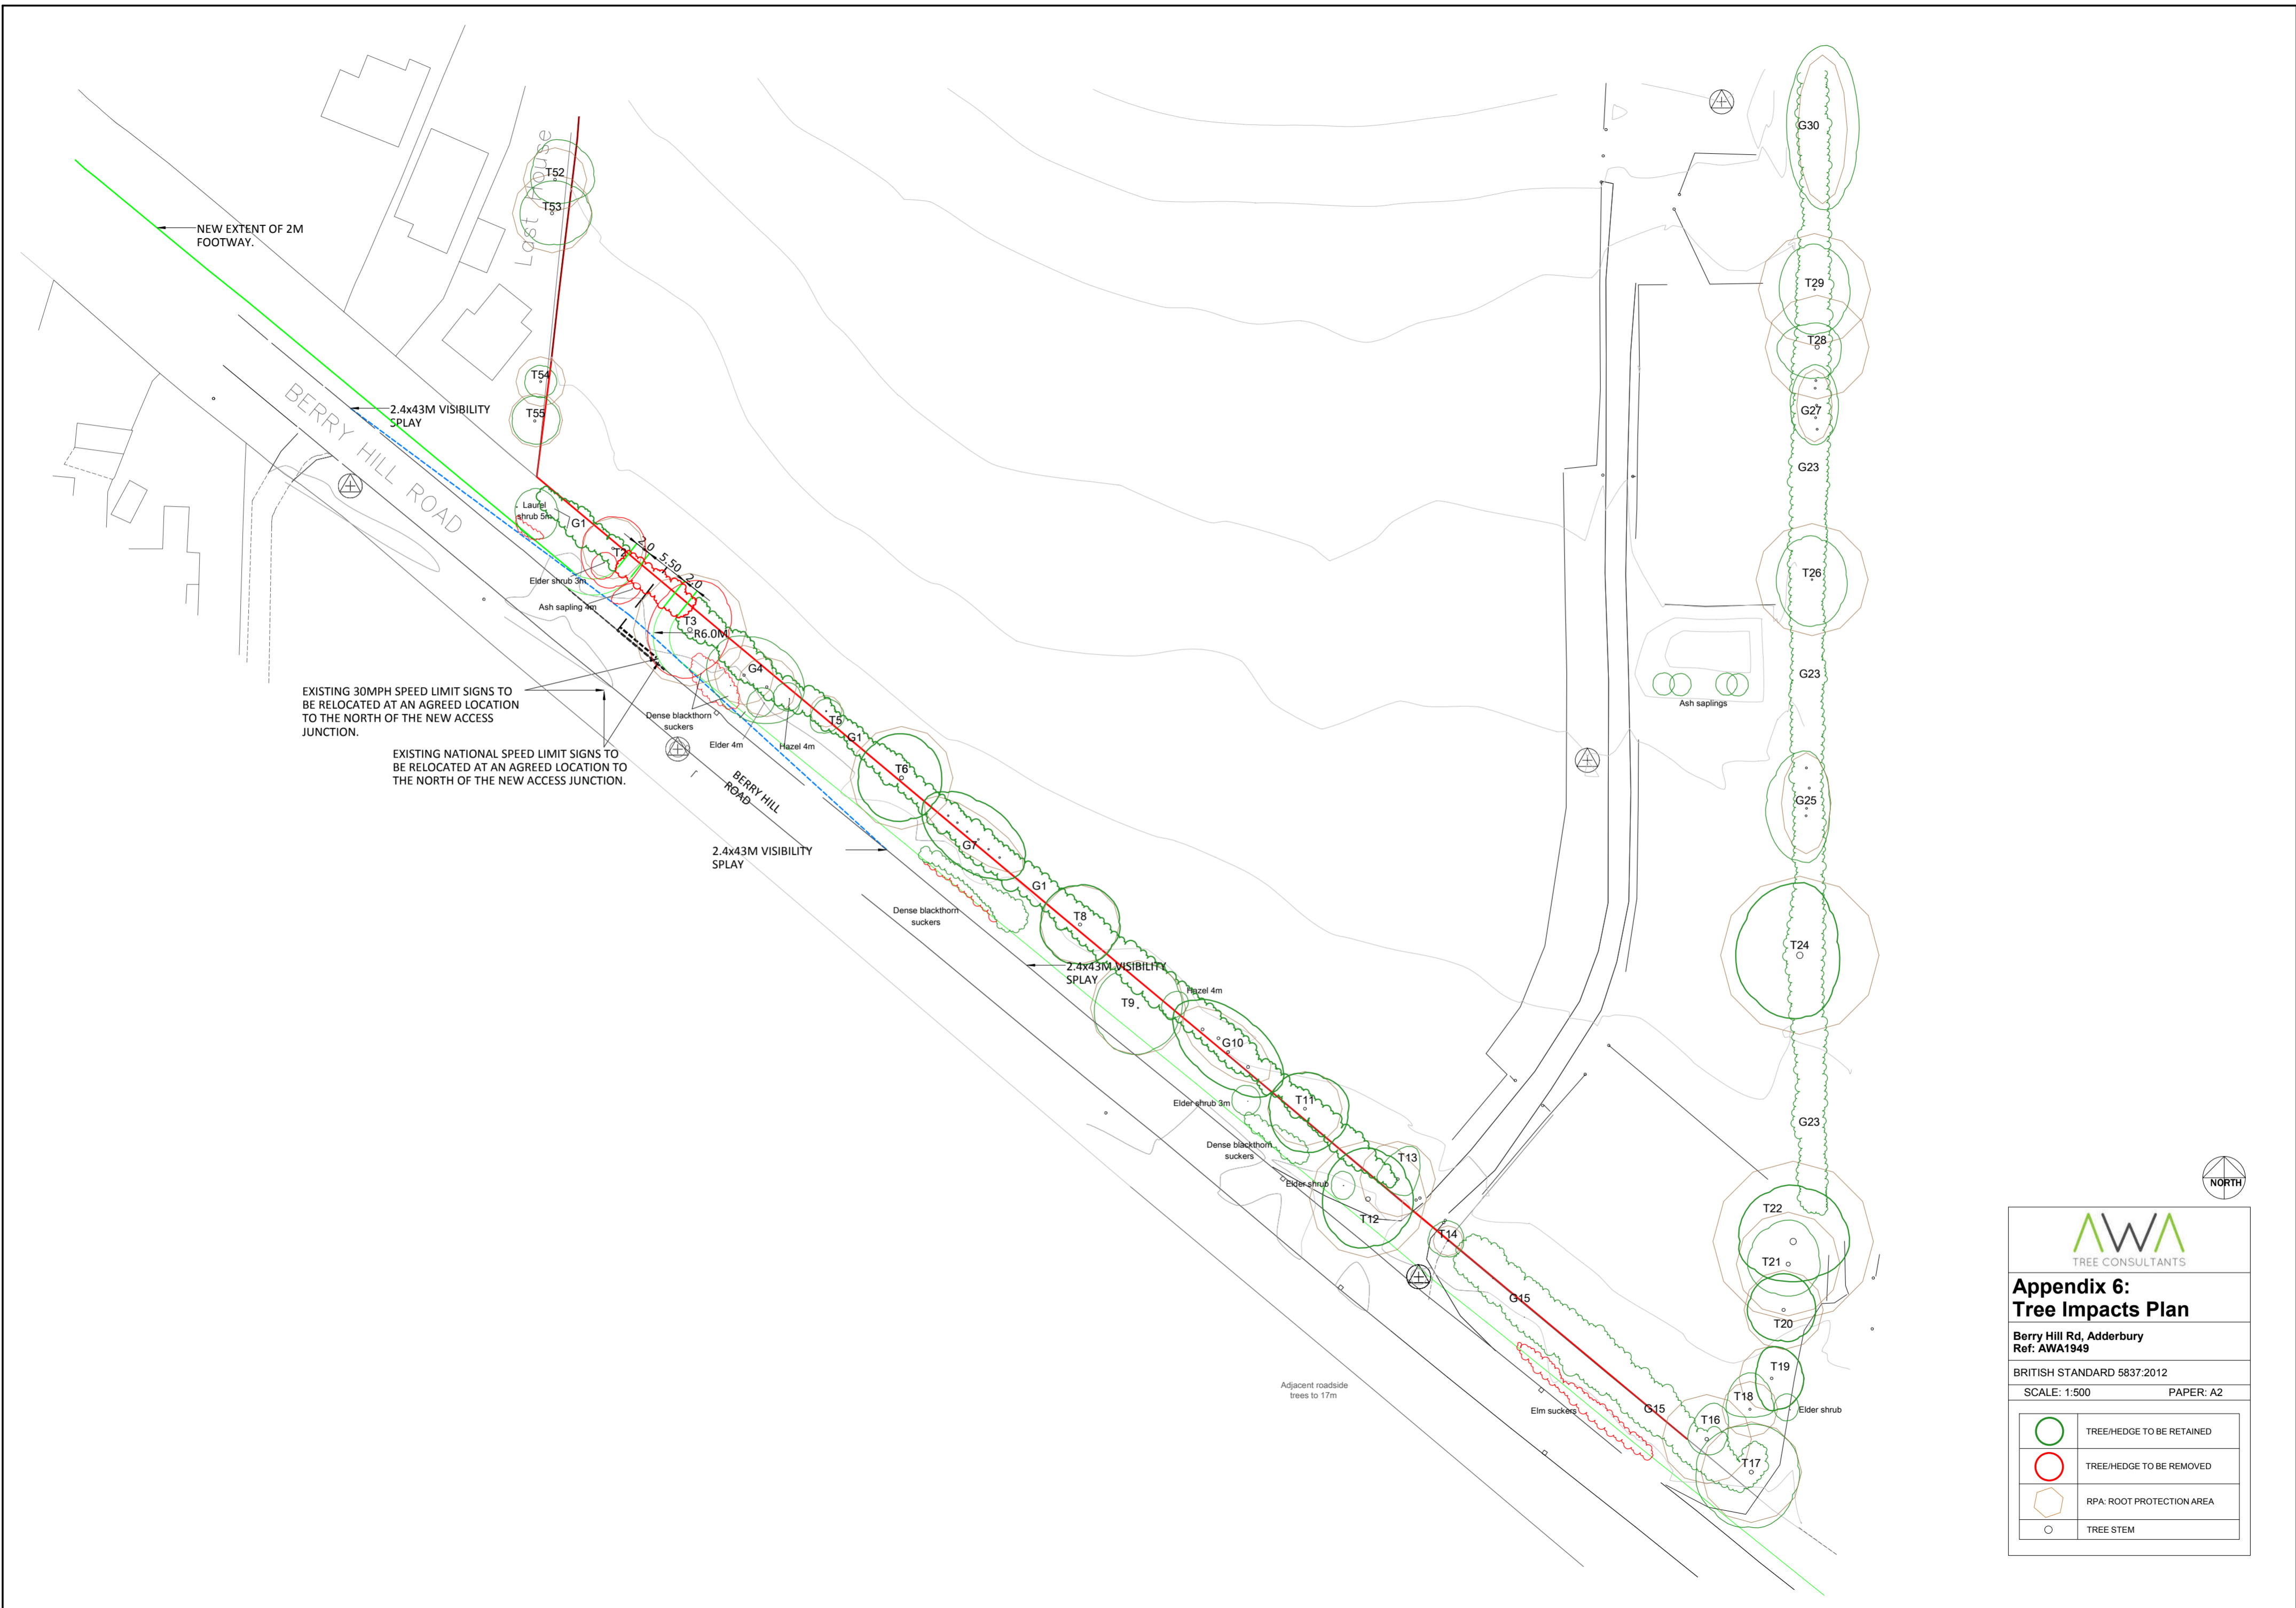 NEW EXTENT OF 2M
FOOTWAY.
Lost House
T52
T53
T54
T55
2.4x43M VISIBILITY
SPLAY
BERRY HILL ROAD
Laurel
shrub 5m
G1
T2
2.0
5.50
2.0
Elder shrub 3m
Ash sapling 4m
T3
R6.0M
G4
EXISTING 30MPH SPEED LIMIT SIGNS TO
BE RELOCATED AT AN AGREED LOCATION
TO THE NORTH OF THE NEW ACCESS
JUNCTION.
Dense blackthorn
suckers
T5
G1
Elder 4m
Hazel 4m
EXISTING NATIONAL SPEED LIMIT SIGNS TO
BE RELOCATED AT AN AGREED LOCATION TO
THE NORTH OF THE NEW ACCESS JUNCTION.
BERRY HILL
ROAD
T6
2.4x43M VISIBILITY
SPLAY
G7
G1
Dense blackthorn
suckers
T8
2.4x43M VISIBILITY
SPLAY
T9
Hazel 4m
G10
Elder shrub 3m
T11
Dense blackthorn
suckers
T13
Elder shrub
T12
T14
G15
Adjacent roadside
trees to 17m
Elm suckers
G15
T16
T17
T18
T19
Elder shrub
T20
T21
T22
G23
T24
G25
G23
Ash saplings
T26
G23
G27
T28
T29
G30
NORTH
AWA
TREE CONSULTANTS
Appendix 6:
Tree Impacts Plan
Berry Hill Rd, Adderbury
Ref: AWA1949
BRITISH STANDARD 5837:2012
SCALE: 1:500 PAPER: A2
TREE/HEDGE TO BE RETAINED
TREE/HEDGE TO BE REMOVED
RPA: ROOT PROTECTION AREA
TREE STEM